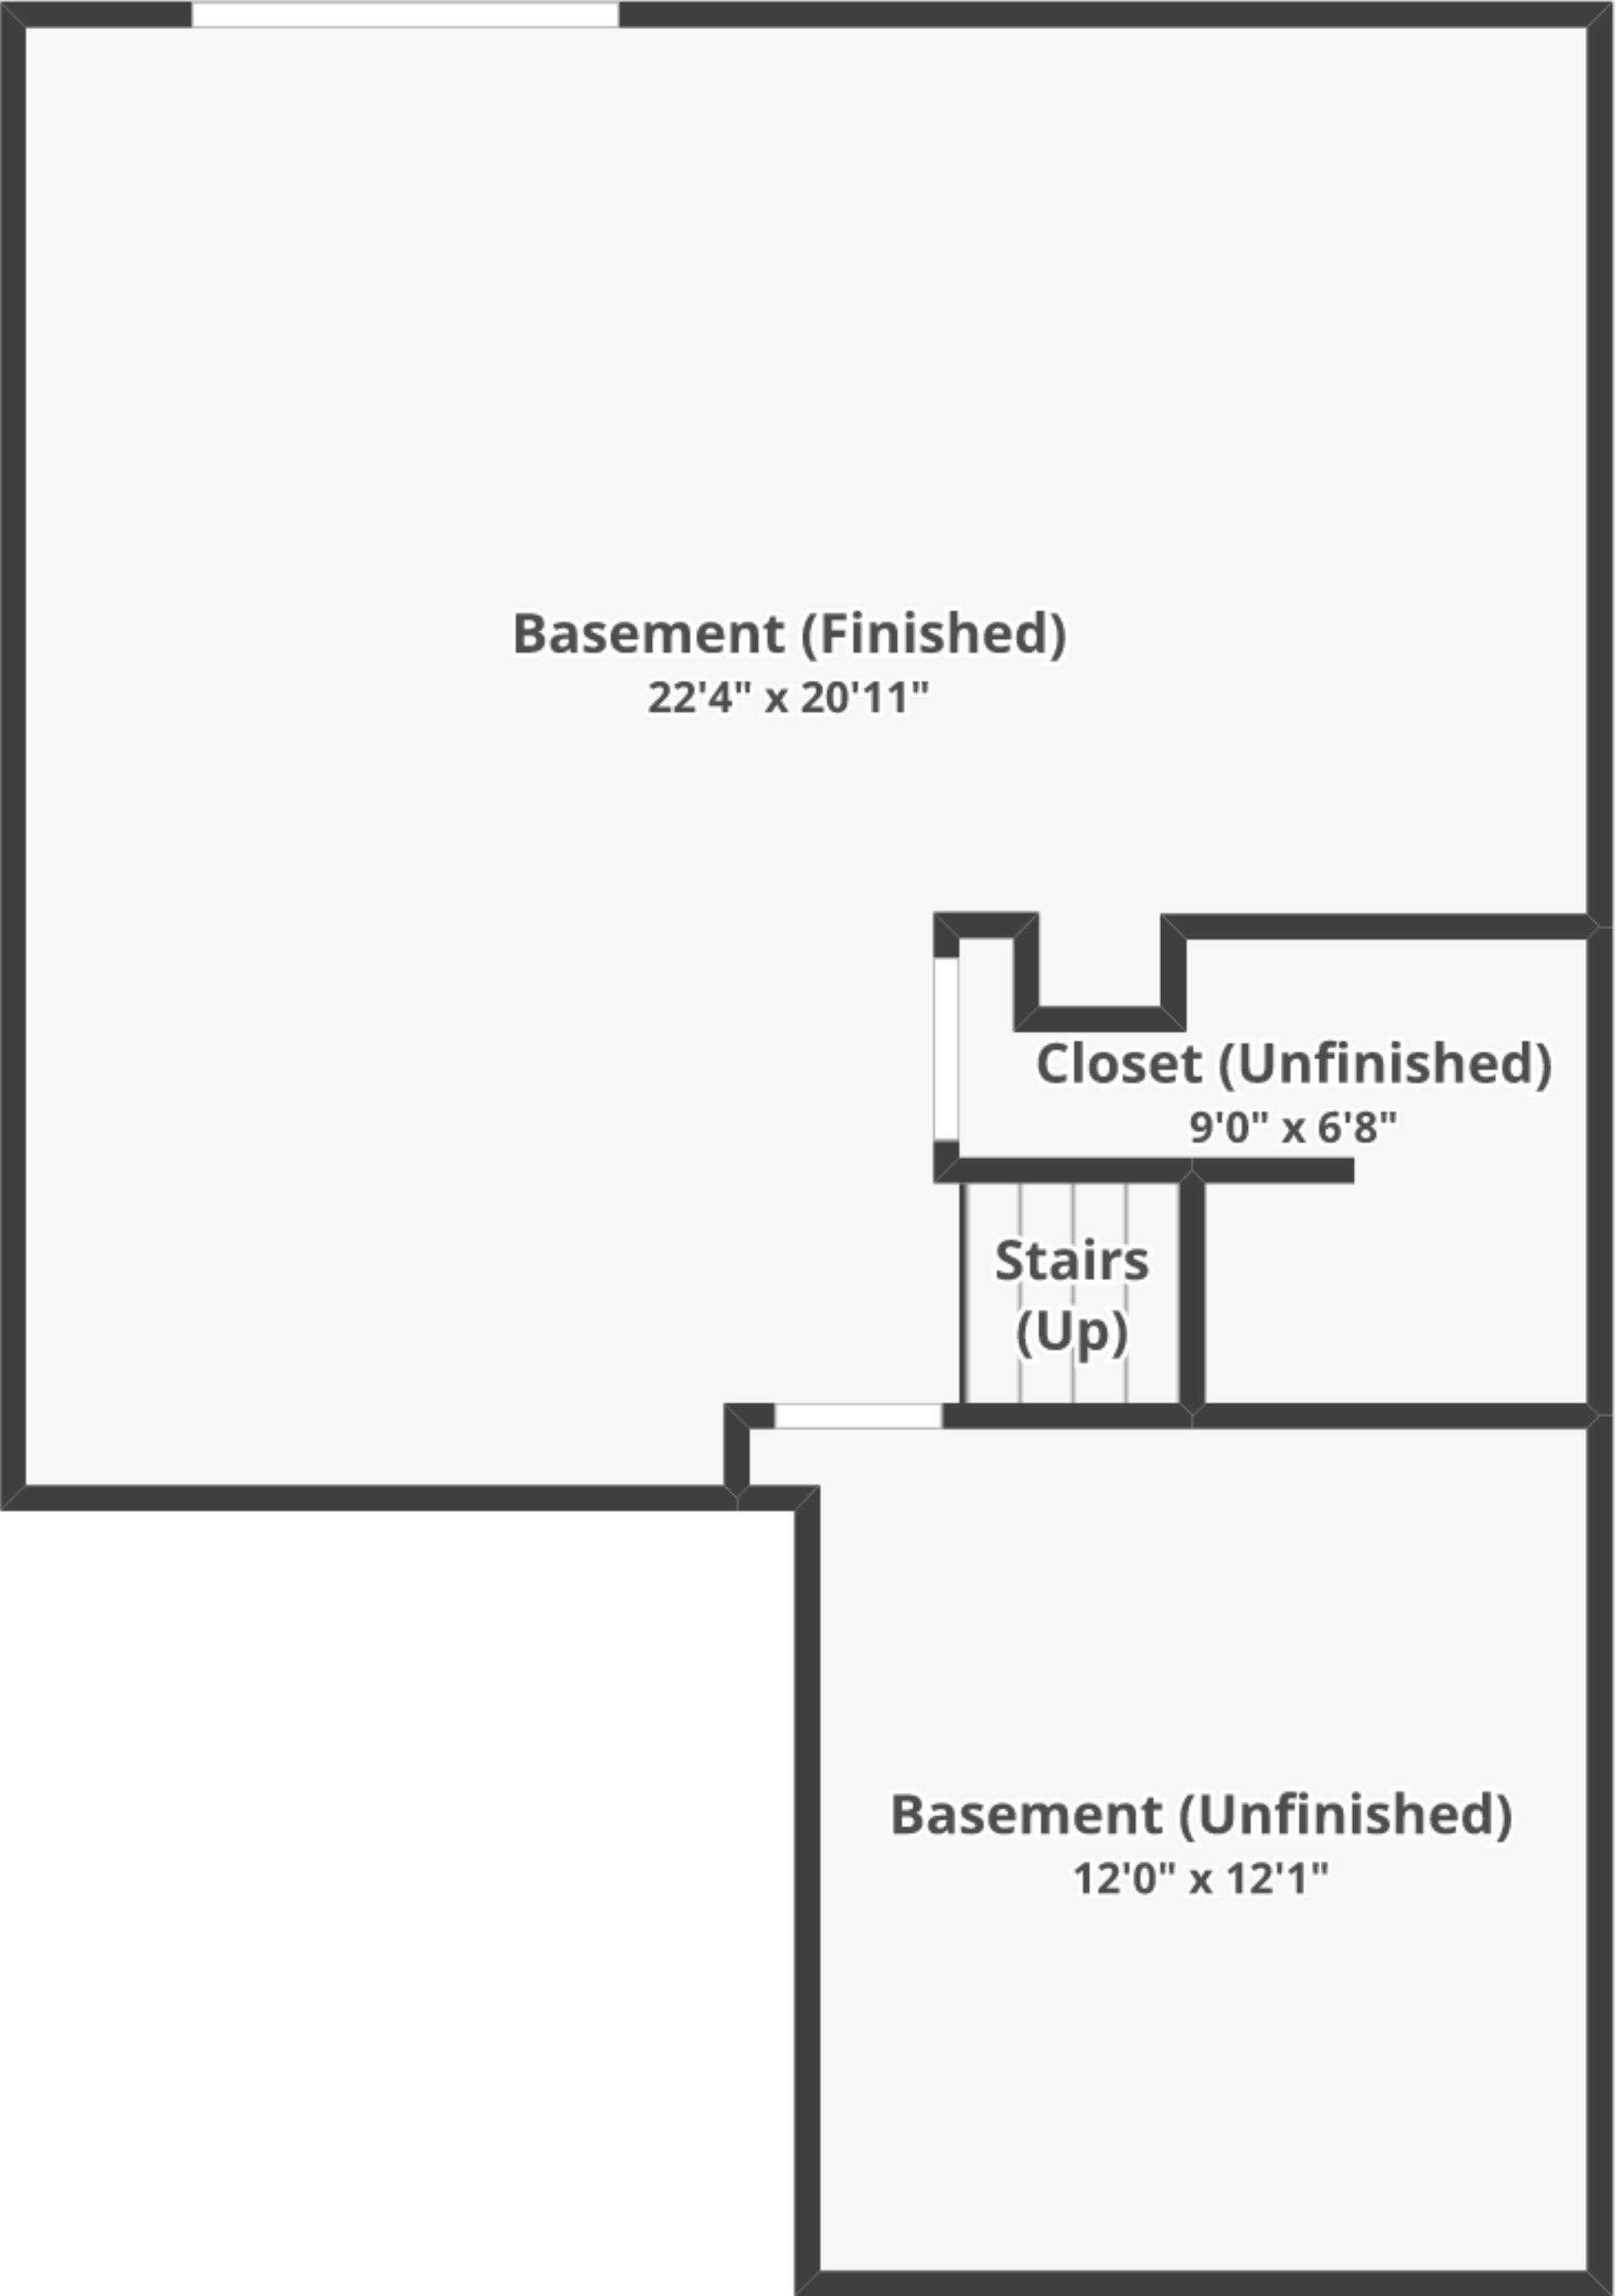 Basement (Finished)
22'4" x 20'11"
Closet (Unfinished)
9'0" x 6'8"
Stairs
(Up)
Basement (Unfinished)
12'0" x 12'1"